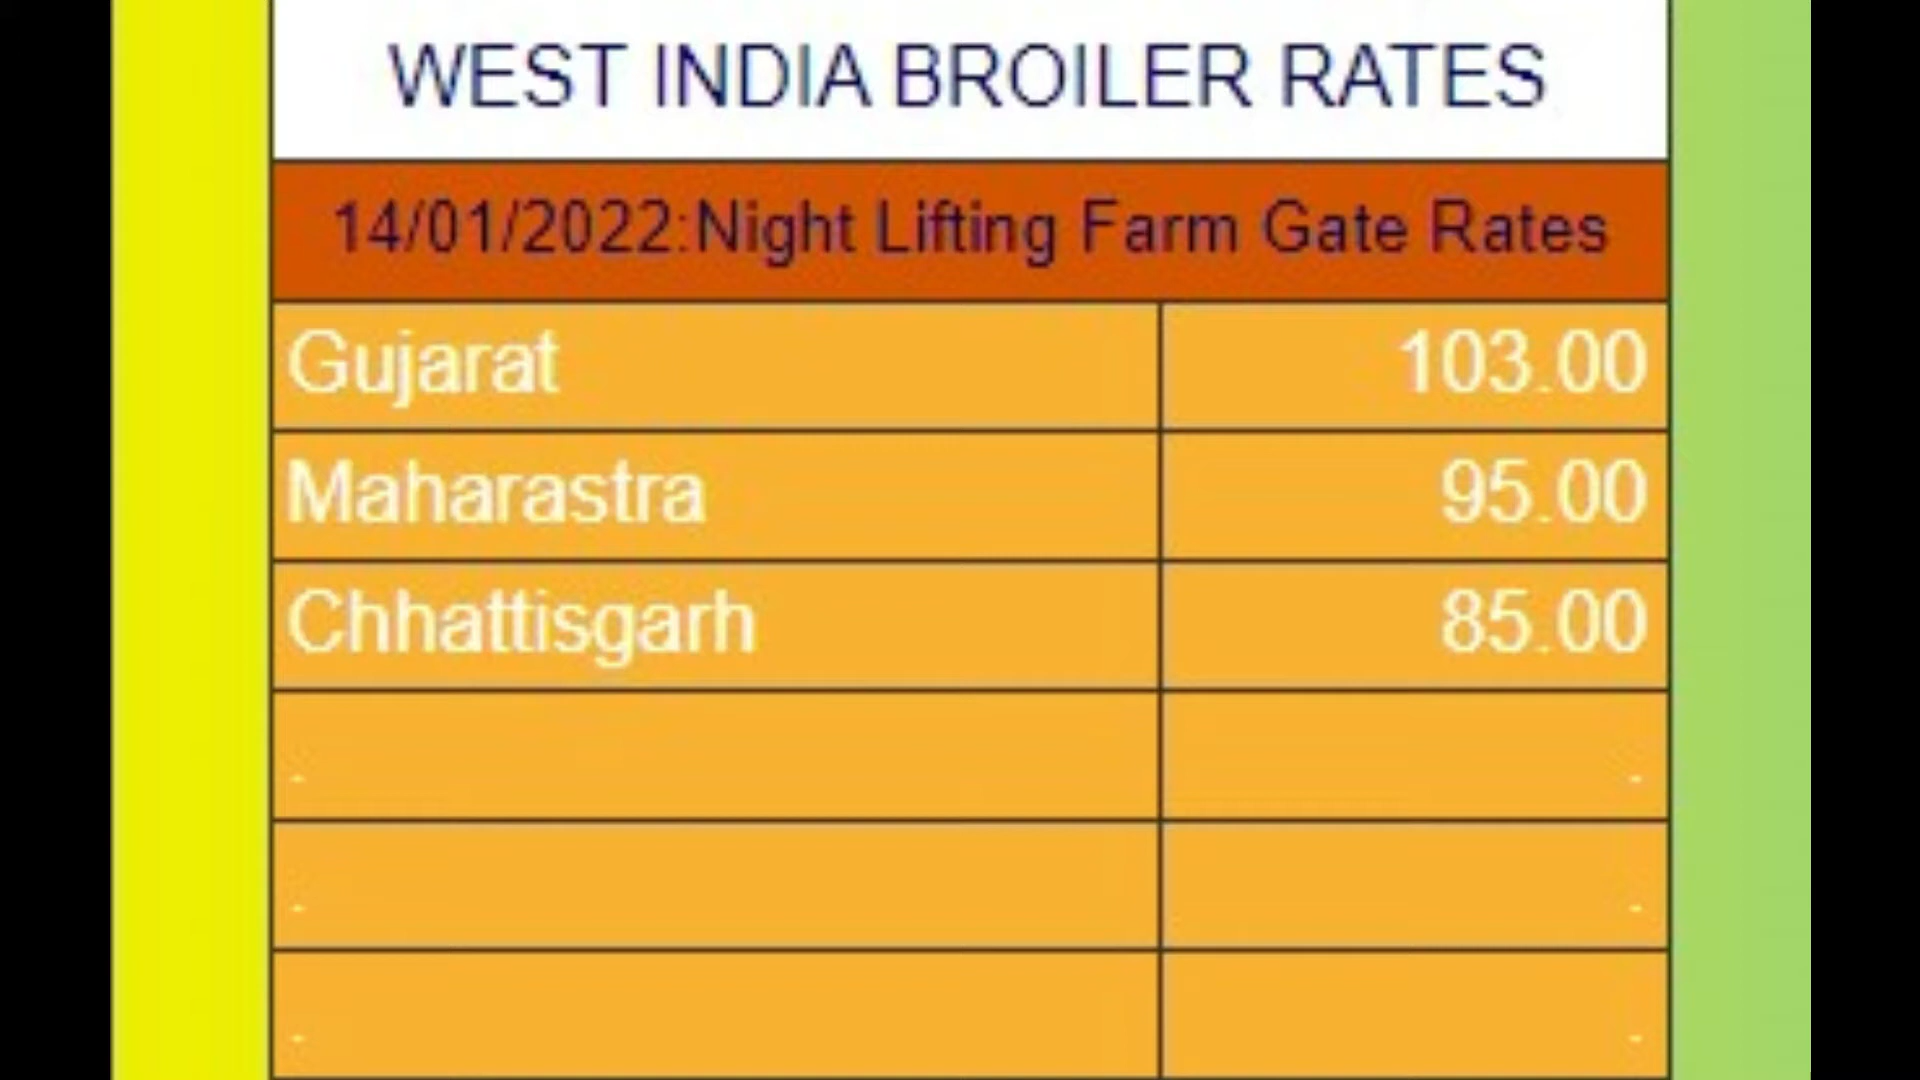 WEST INDIA BROILER RATES
14/01/2022:Night Lifting Farm Gate Rates
Gujarat 103.00
Maharastra 95.00
Chhattisgarh 85.00
. .
. .
. .